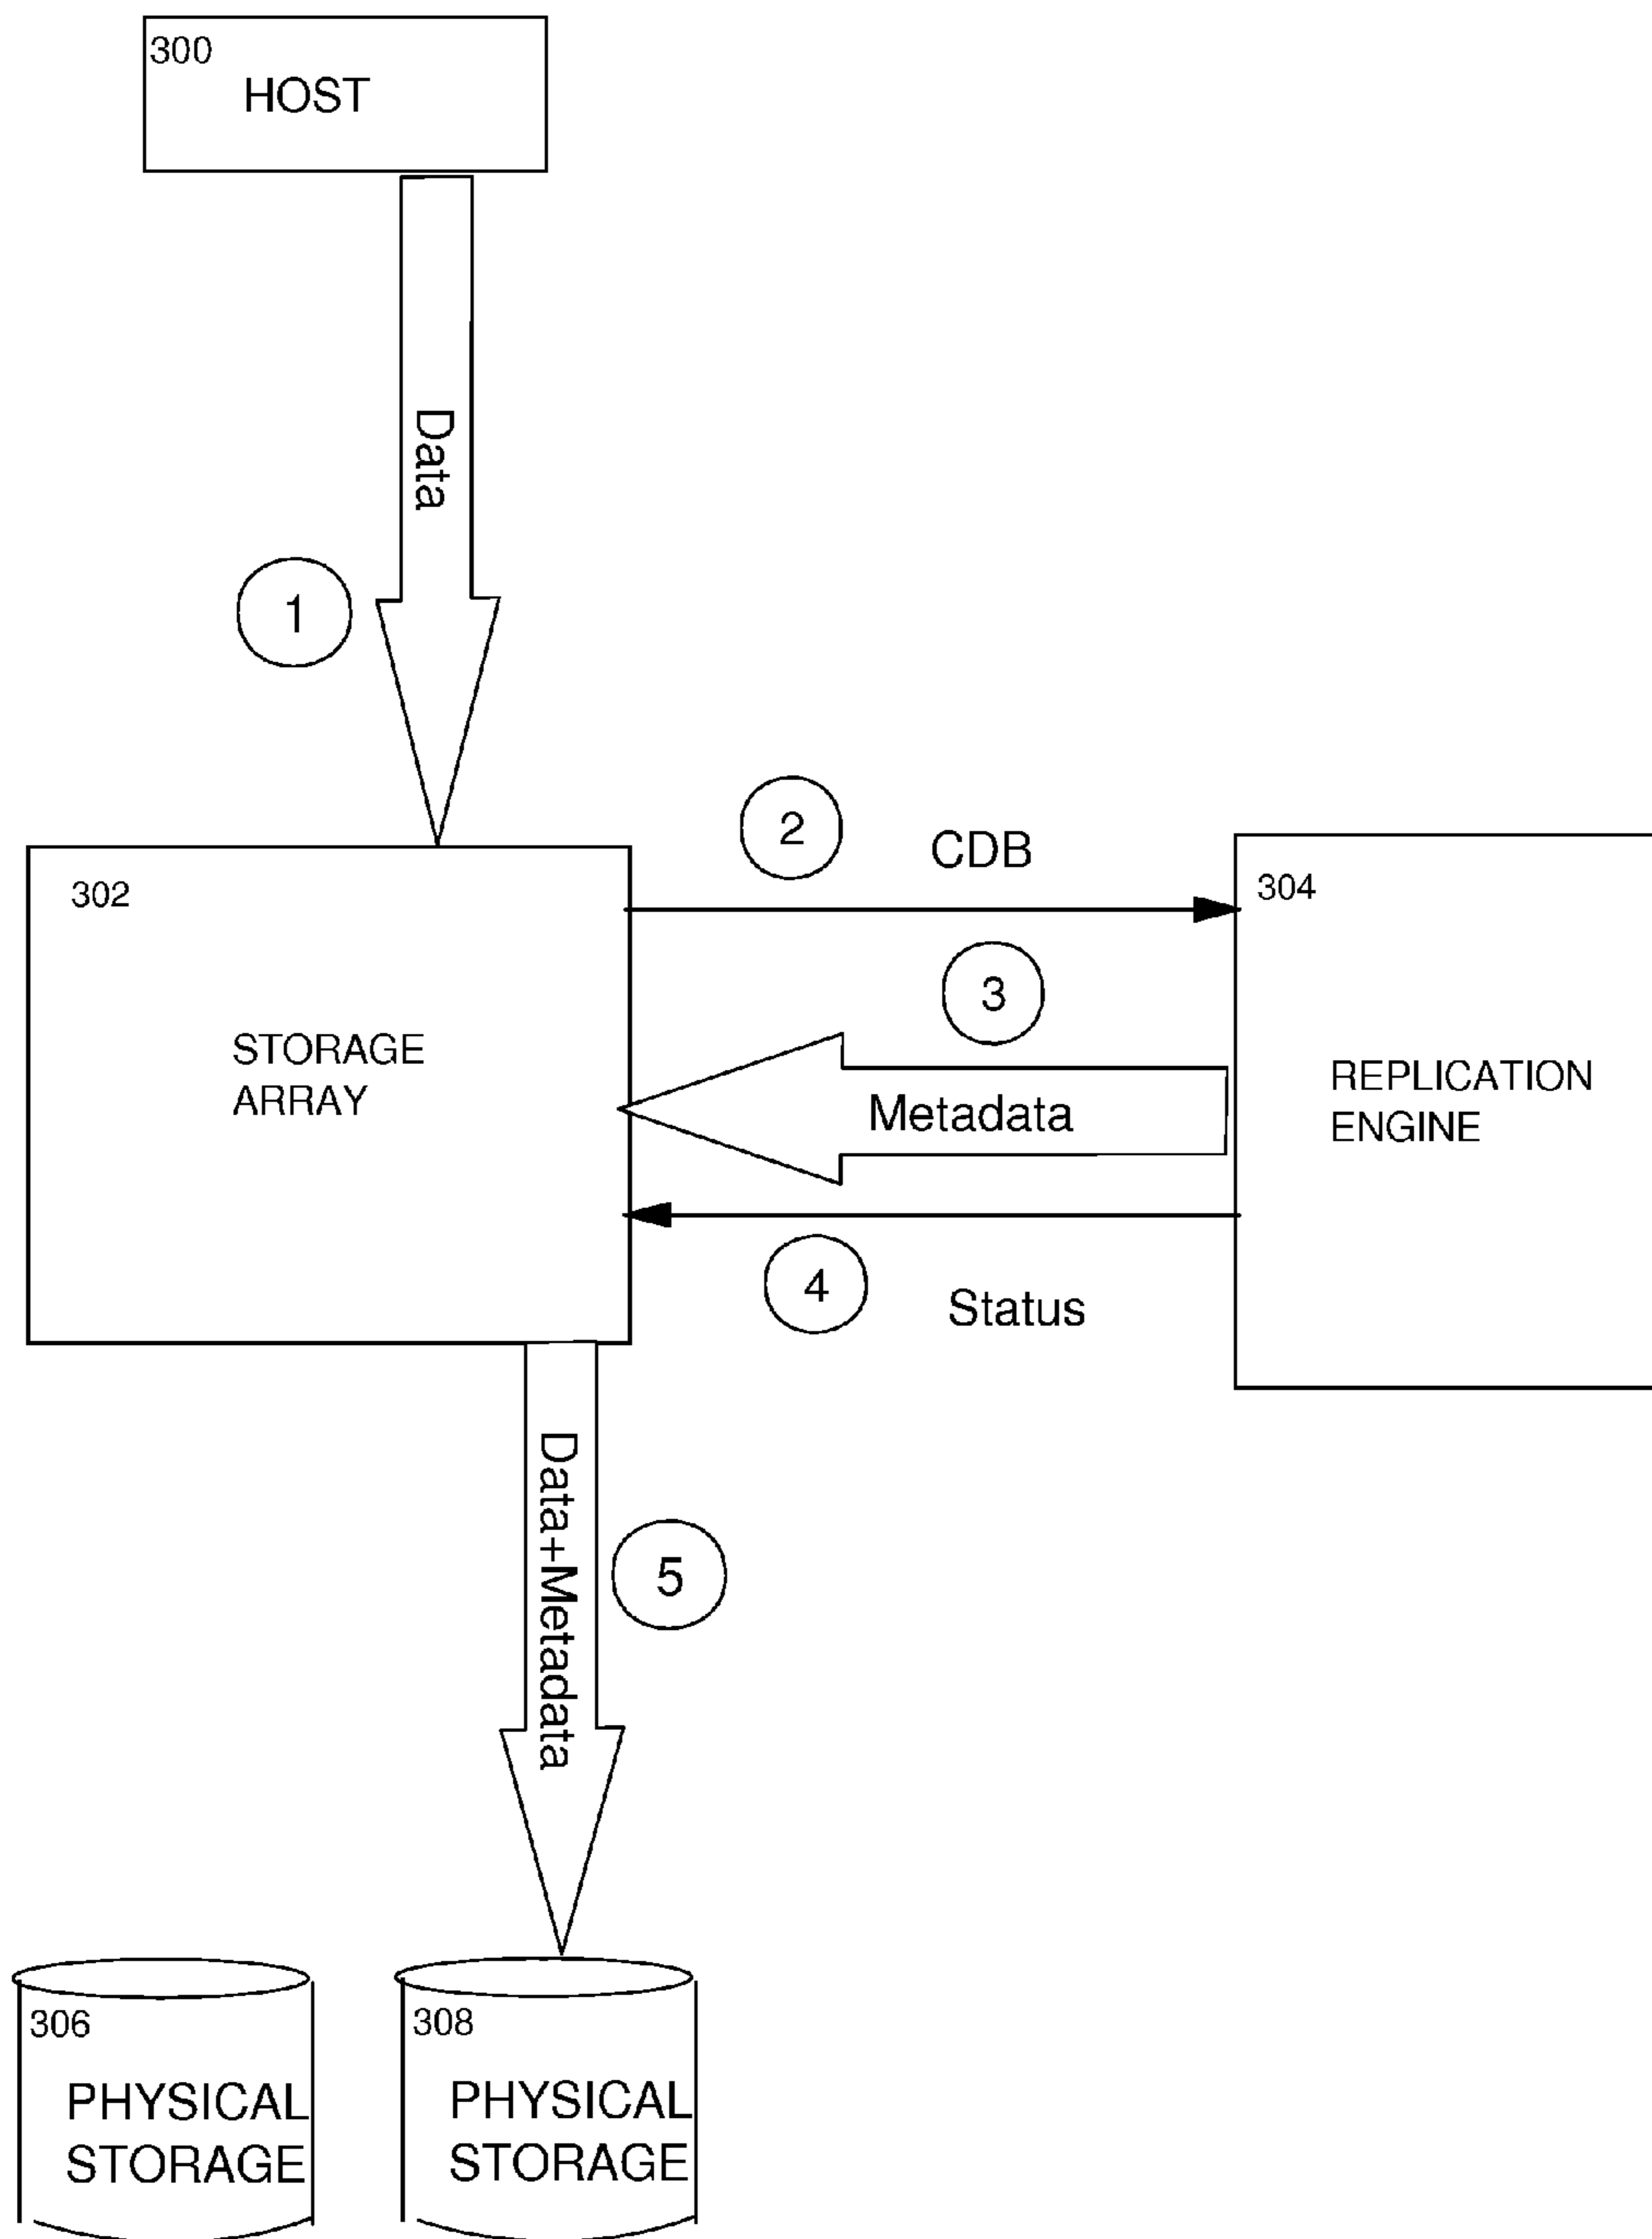 300
HOST
Data
1
2
CDB
302
304
3
STORAGE
ARRAY
Metadata
REPLICATION
ENGINE
4
Status
Data+Metadata
5
306
308
PHYSICAL
STORAGE
PHYSICAL
STORAGE